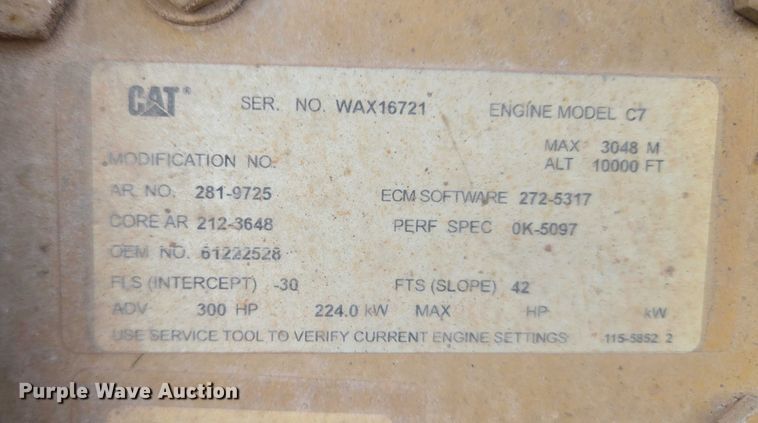 CAT® SER. NO. WAX16721 ENGINE MODEL C7
MAX 3048 M
MODIFICATION NO. ALT 10000 FT
AR. NO. 281-9725 ECM SOFTWARE 272-5317
CORE AR 212-3648 PERF SPEC 0K-5097
OEM NO. 61222528
FLS (INTERCEPT) -30 FTS (SLOPE) 42
ADV 300 HP 224.0 kW MAX HP kW
USE SERVICE TOOL TO VERIFY CURRENT ENGINE SETTINGS 115-5852 2
Purple Wave Auction